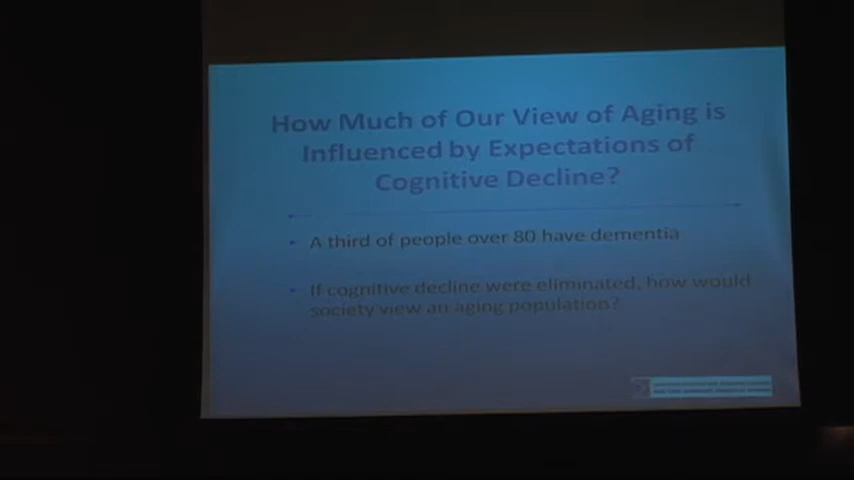 How Much of Our View of Aging is
Influenced by Expectations of
Cognitive Decline?
• A third of people over 80 have dementia
• If cognitive decline were eliminated, how would
society view an aging population?